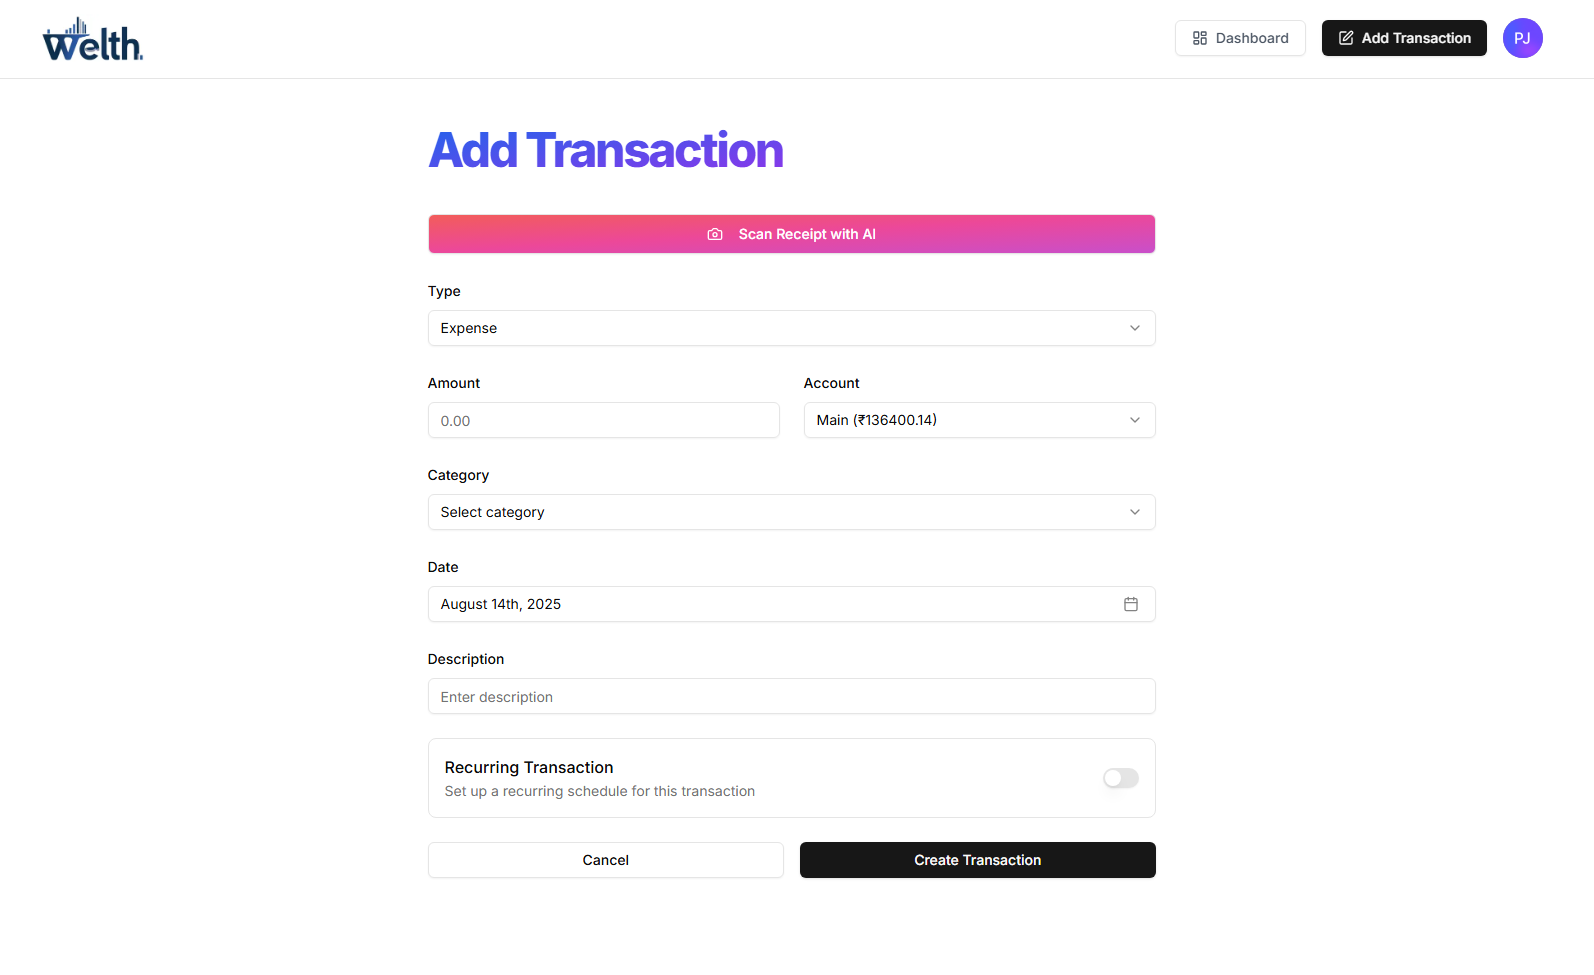 Welth.
Dashboard
Add Transaction
PJ
Add Transaction
Scan Receipt with AI
Type
Expense
Amount
Account
0.00
Main (₹136400.14)
Category
Select category
Date
August 14th, 2025
Description
Enter description
Recurring Transaction
Set up a recurring schedule for this transaction
Cancel
Create Transaction